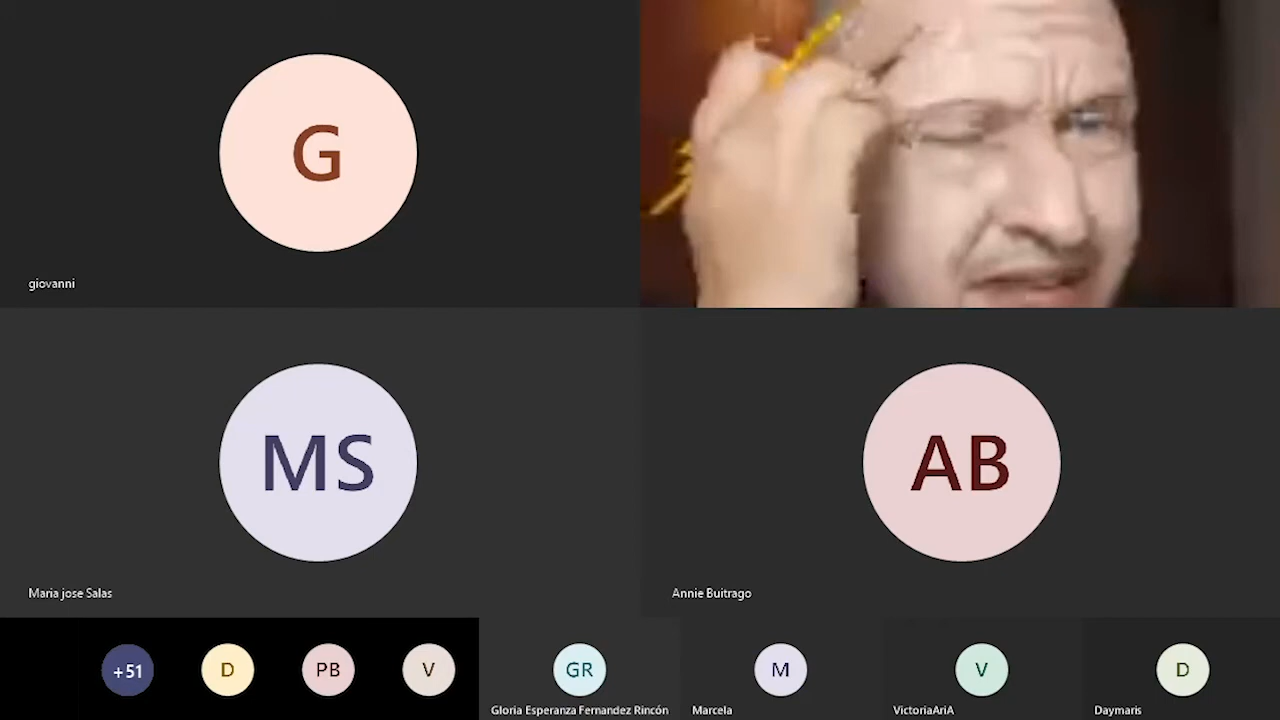 G
giovanni
MS
Maria jose Salas
AB
Annie Buitrago
+51
D
PB
V
GR
Gloria Esperanza Fernandez Rincón
M
Marcela
V
VictoriaAriA
D
Daymaris